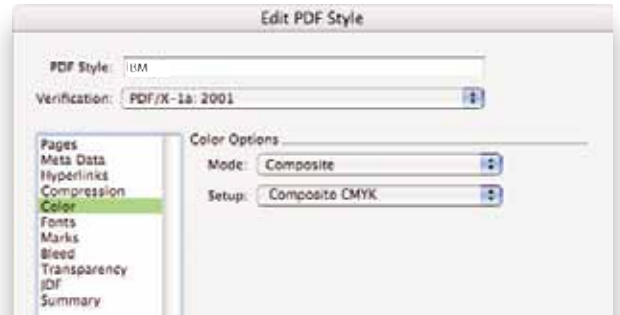 Edit PDF Style
PDF Style: IBM
Verification: PDF/X-1a: 2001
Pages
Meta Data
Hyperlinks
Compression
Color
Fonts
Marks
Bleed
Transparency
JDF
Summary
Color Options
Mode: Composite
Setup: Composite CMYK